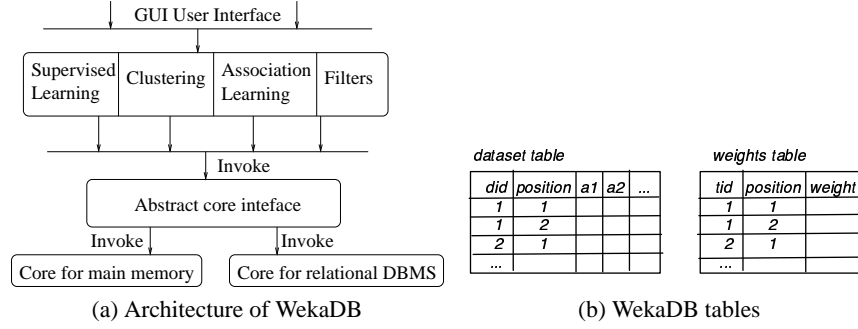 GUI User Interface
Supervised Learning
Clustering
Association Learning
Filters
Invoke
Abstract core inteface
Invoke
Invoke
Core for main memory
Core for relational DBMS
(a) Architecture of WekaDB
dataset table
did position a1 a2 ...
1 1
1 2
2 1
...
weights table
tid position weight
1 1
1 2
2 1
...
(b) WekaDB tables